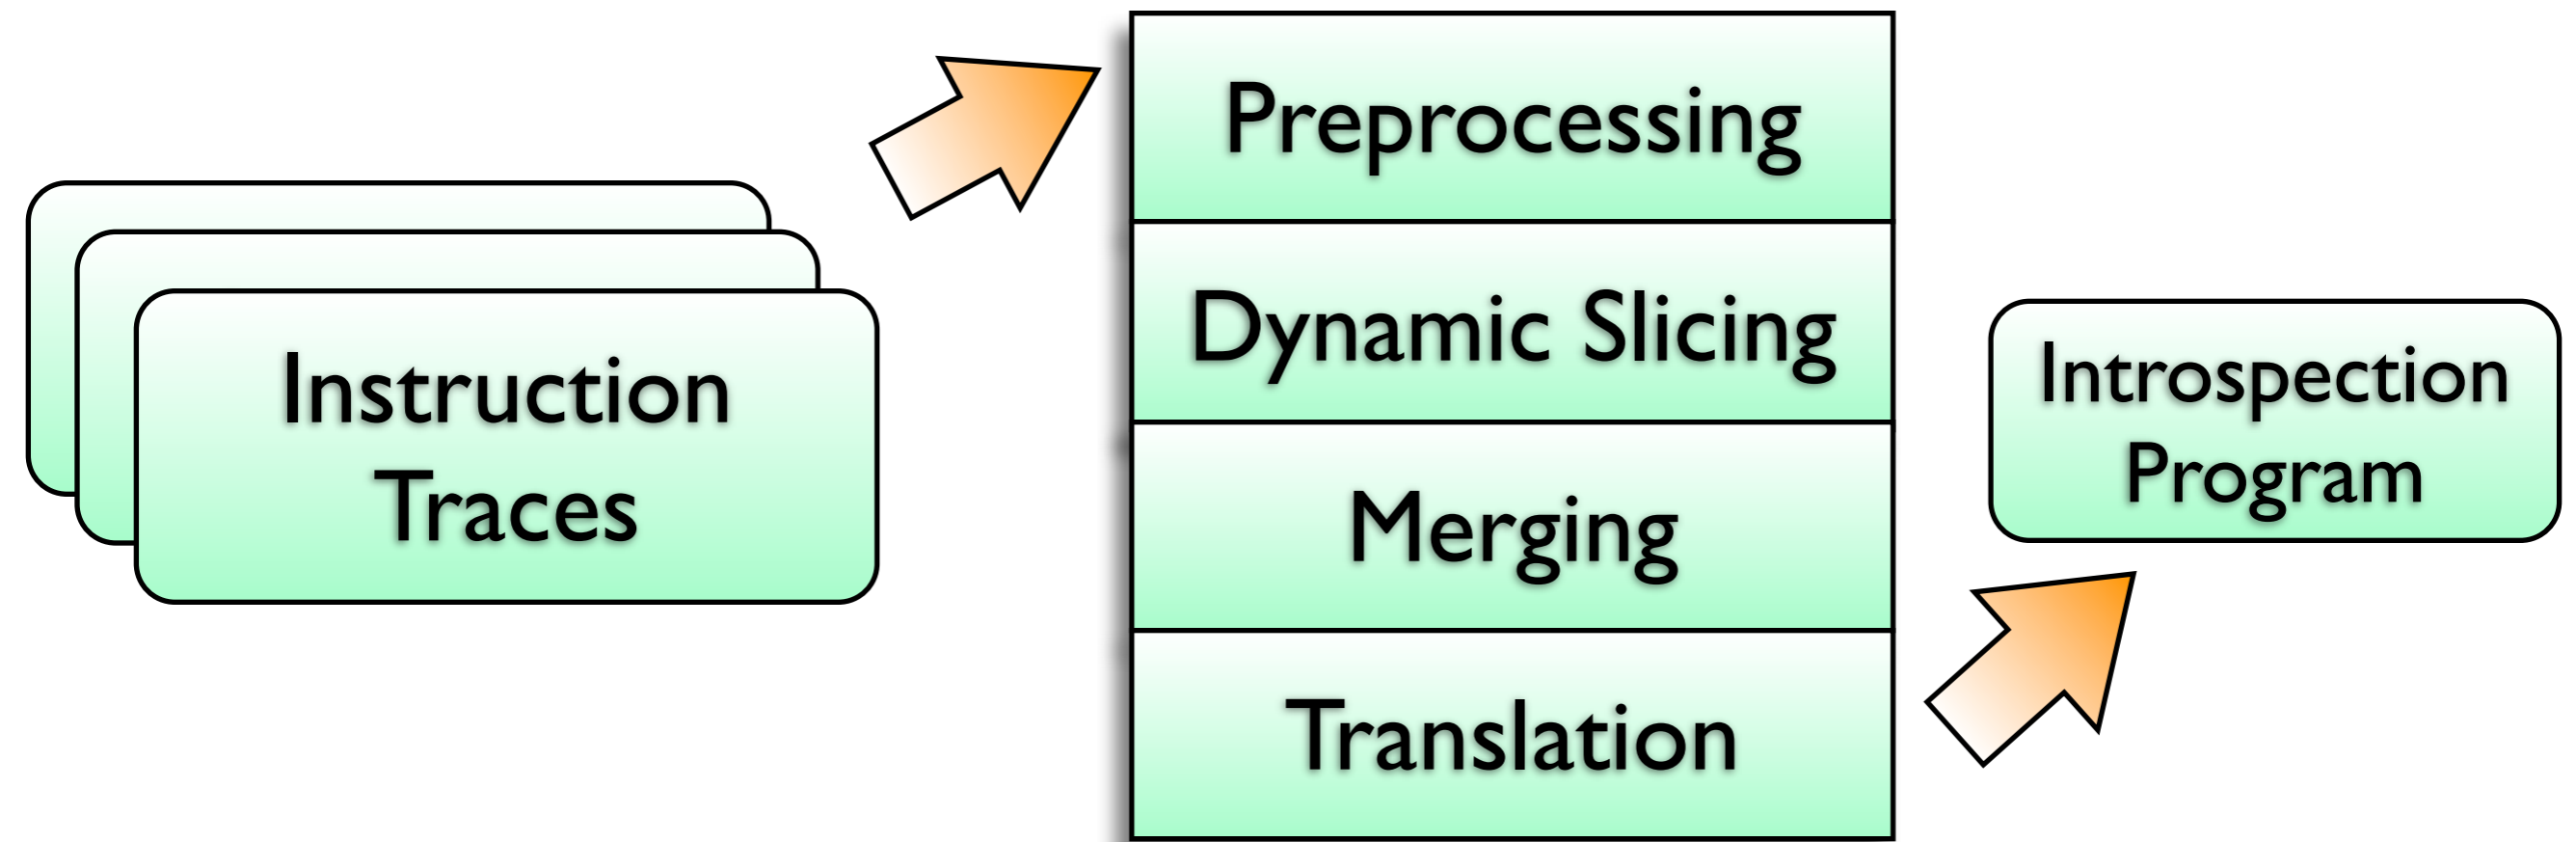 Instruction
Traces
Preprocessing
Dynamic Slicing
Merging
Translation
Introspection
Program